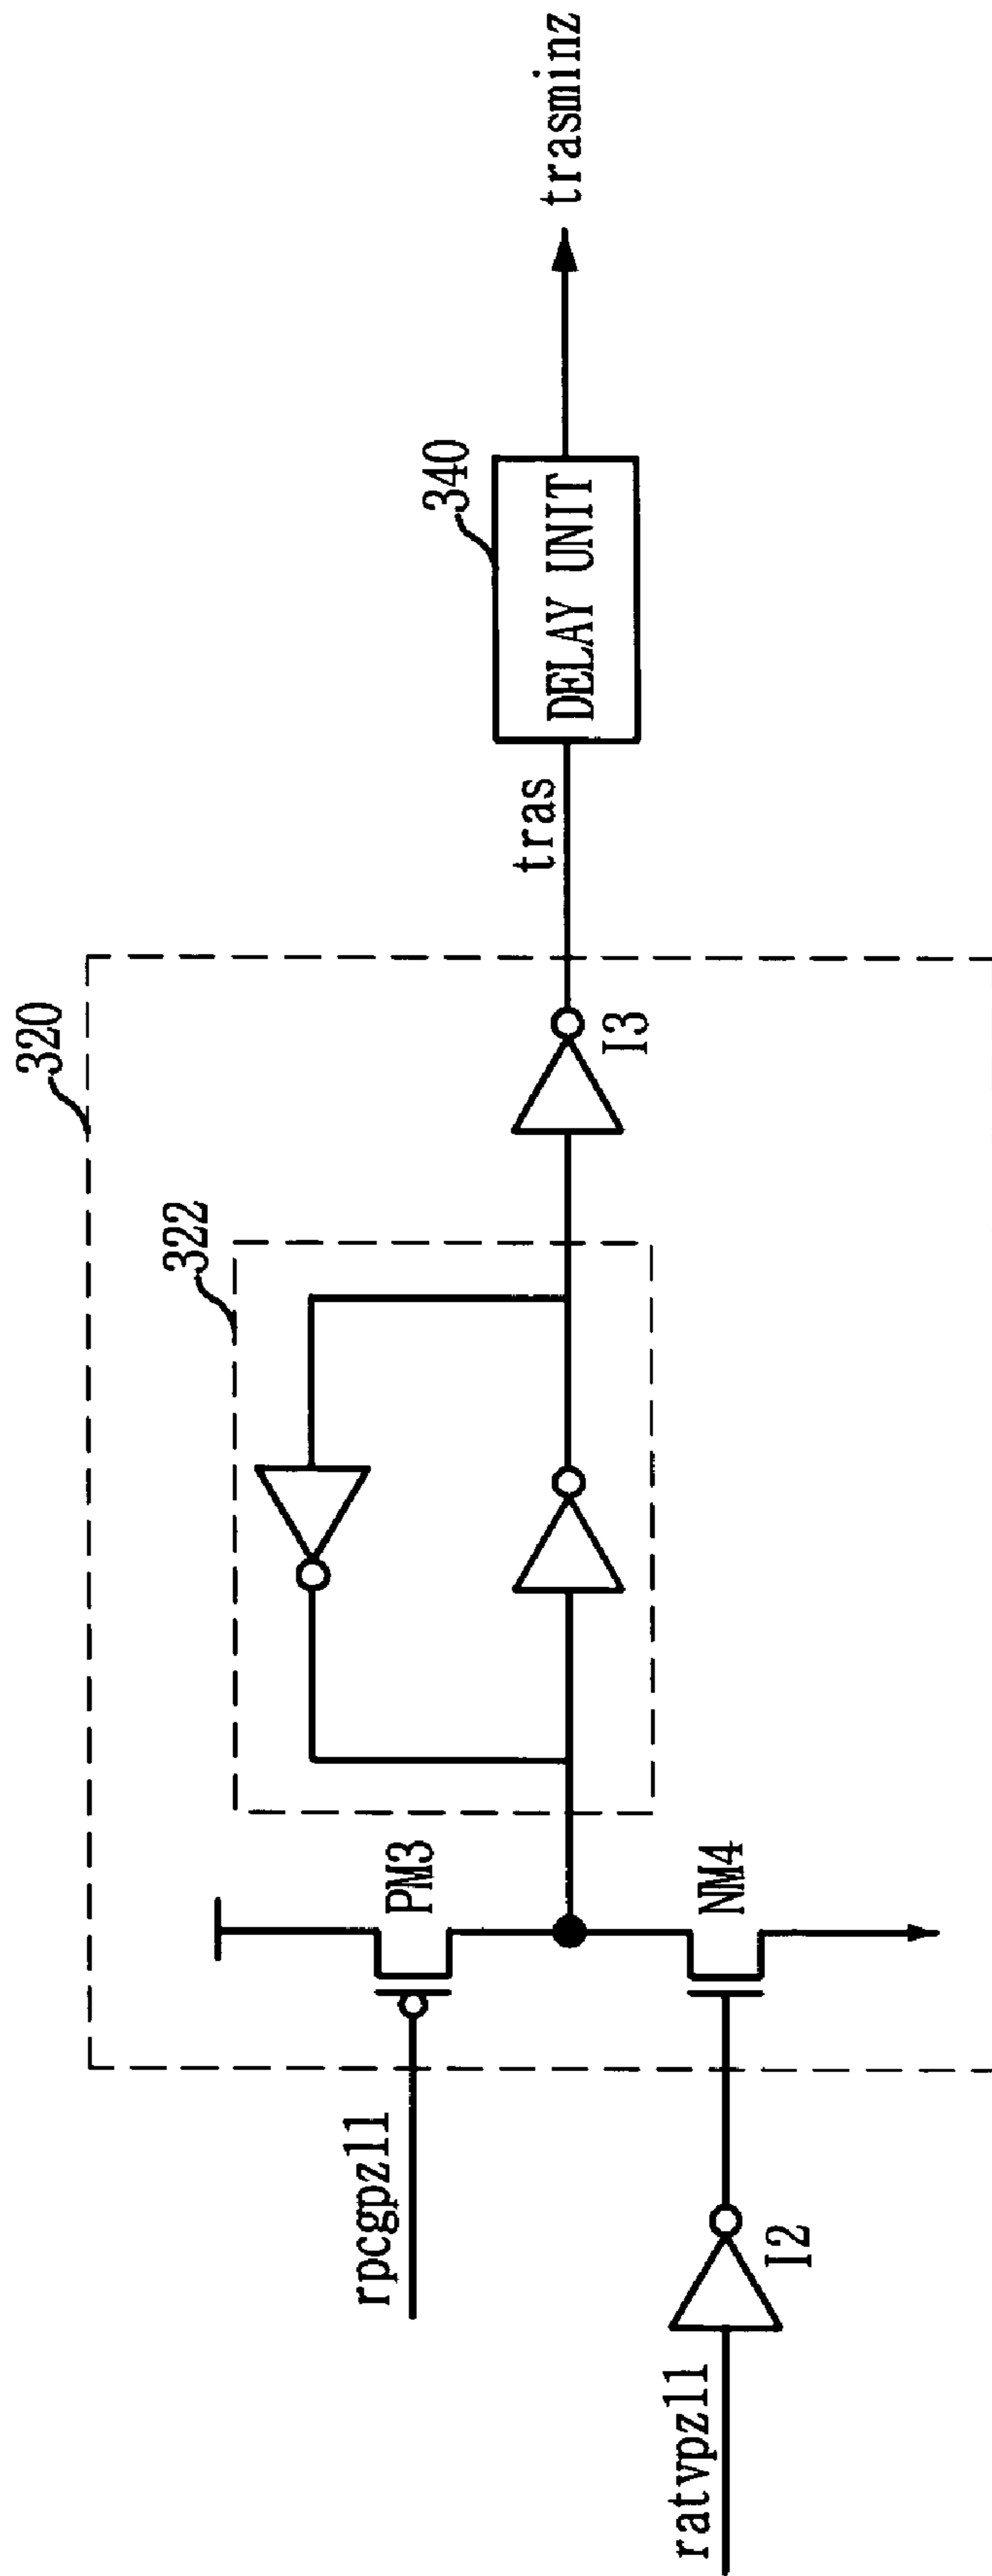 320
322
340
rpcgpz11
PM3
tras
DELAY UNIT
trasminz
I3
NM4
ratvpz11
I2